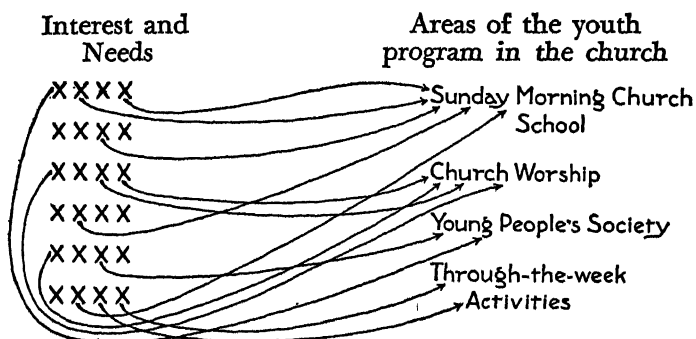 Interest and
Needs
Areas of the youth
program in the church
X X X X
X X X X
X X X X
X X X X
X X X X
X X X X
Sunday Morning Church
School
Church Worship
Young People's Society
Through-the-week
Activities